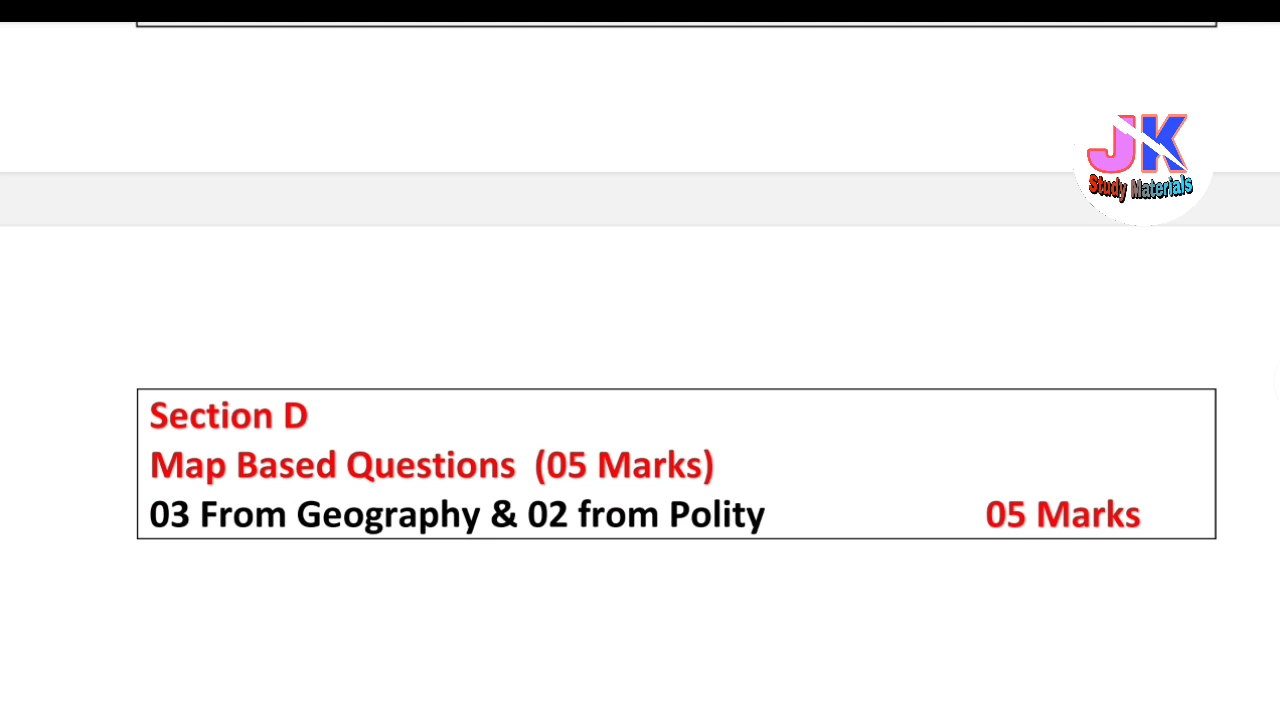 JK
Study Materials
Section D
Map Based Questions (05 Marks)
03 From Geography & 02 from Polity 05 Marks